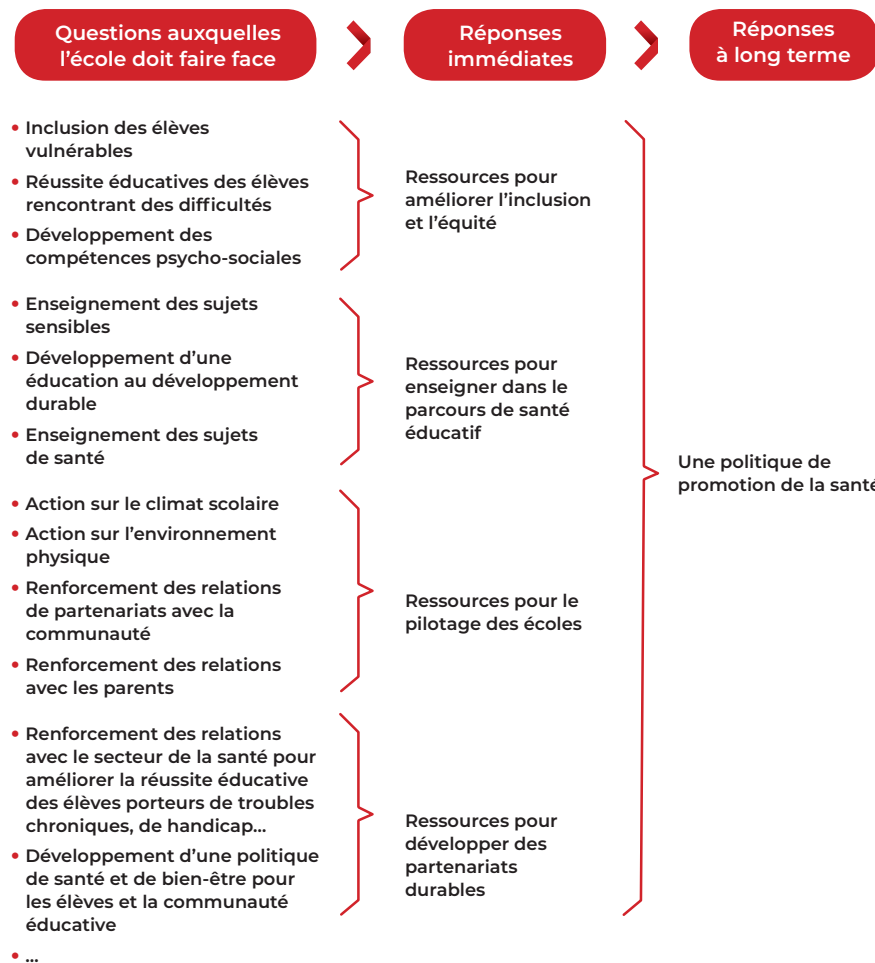 Questions auxquelles
l'école doit faire face
Réponses
immédiates
Réponses
à long terme
• Inclusion des élèves
vulnérables
• Réussite éducatives des élèves
rencontrant des difficultés
• Développement des
compétences psycho-sociales
Ressources pour
améliorer l'inclusion
et l'équité
• Enseignement des sujets
sensibles
• Développement d'une
éducation au développement
durable
• Enseignement des sujets
de santé
Ressources pour
enseigner dans le
parcours de santé
éducatif
• Action sur le climat scolaire
• Action sur l'environnement
physique
• Renforcement des relations
de partenariats avec la
communauté
• Renforcement des relations
avec les parents
Ressources pour le
pilotage des écoles
• Renforcement des relations
avec le secteur de la santé pour
améliorer la réussite éducative
des élèves porteurs de troubles
chroniques, de handicap...
• Développement d'une politique
de santé et de bien-être pour
les élèves et la communauté
éducative
• ...
Ressources pour
développer des
partenariats
durables
Une politique de
promotion de la santé